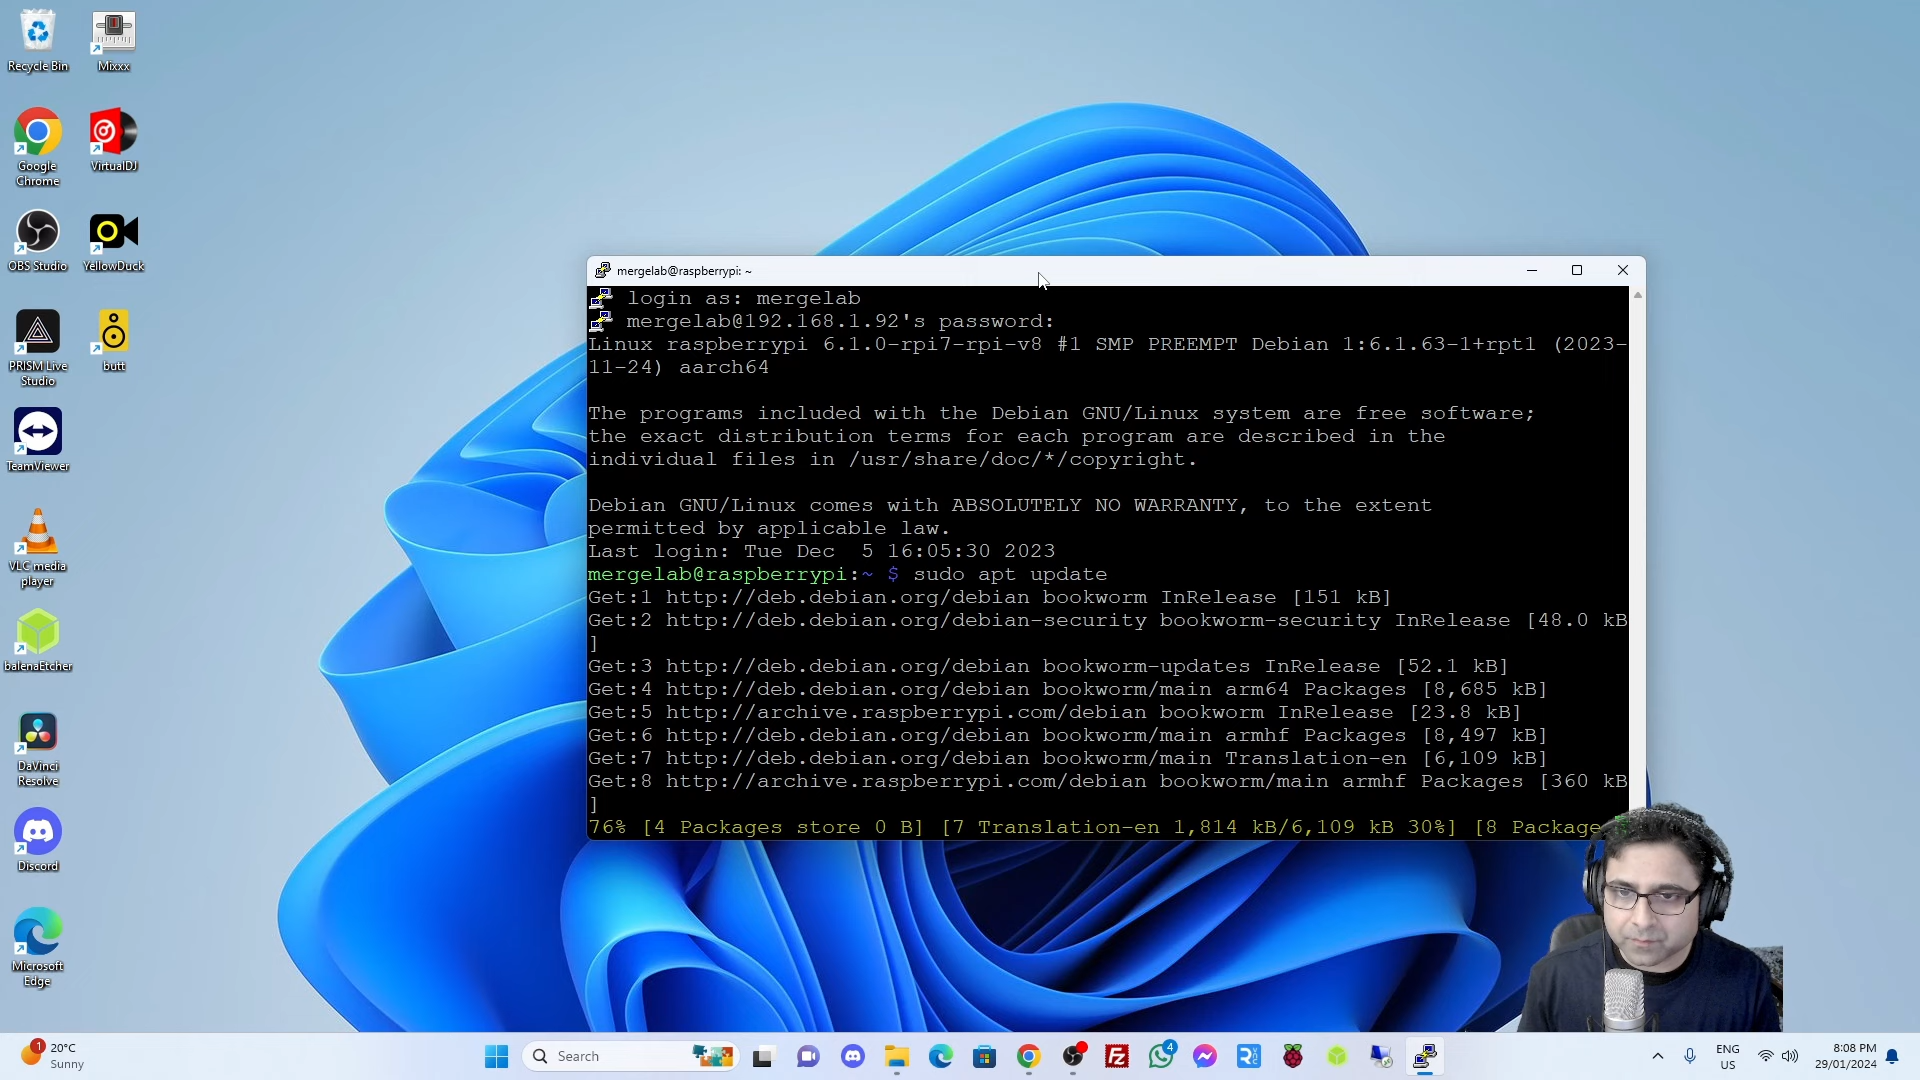 Recycle Bin
Mixxx
Google
Chrome
VirtualDJ
OBS Studio
YellowDuck
PRISM Live
Studio
butt
TeamViewer
VLC media
player
balenaEtcher
DaVinci
Resolve
Discord
Microsoft
Edge
mergelab@raspberrypi: ~
login as: mergelab
mergelab@192.168.1.92's password:
Linux raspberrypi 6.1.0-rpi7-rpi-v8 #1 SMP PREEMPT Debian 1:6.1.63-1+rpt1 (2023-
11-24) aarch64
The programs included with the Debian GNU/Linux system are free software;
the exact distribution terms for each program are described in the
individual files in /usr/share/doc/*/copyright.
Debian GNU/Linux comes with ABSOLUTELY NO WARRANTY, to the extent
permitted by applicable law.
Last login: Tue Dec  5 16:05:30 2023
mergelab@raspberrypi:~ $ sudo apt update
Get:1 http://deb.debian.org/debian bookworm InRelease [151 kB]
Get:2 http://deb.debian.org/debian-security bookworm-security InRelease [48.0 kB
]
Get:3 http://deb.debian.org/debian bookworm-updates InRelease [52.1 kB]
Get:4 http://deb.debian.org/debian bookworm/main arm64 Packages [8,685 kB]
Get:5 http://archive.raspberrypi.com/debian bookworm InRelease [23.8 kB]
Get:6 http://deb.debian.org/debian bookworm/main armhf Packages [8,497 kB]
Get:7 http://deb.debian.org/debian bookworm/main Translation-en [6,109 kB]
Get:8 http://archive.raspberrypi.com/debian bookworm/main armhf Packages [360 kB
]
76% [4 Packages store 0 B] [7 Translation-en 1,814 kB/6,109 kB 30%] [8 Package
1
20°C
Sunny
Search
4
ENG
US
8:08 PM
29/01/2024